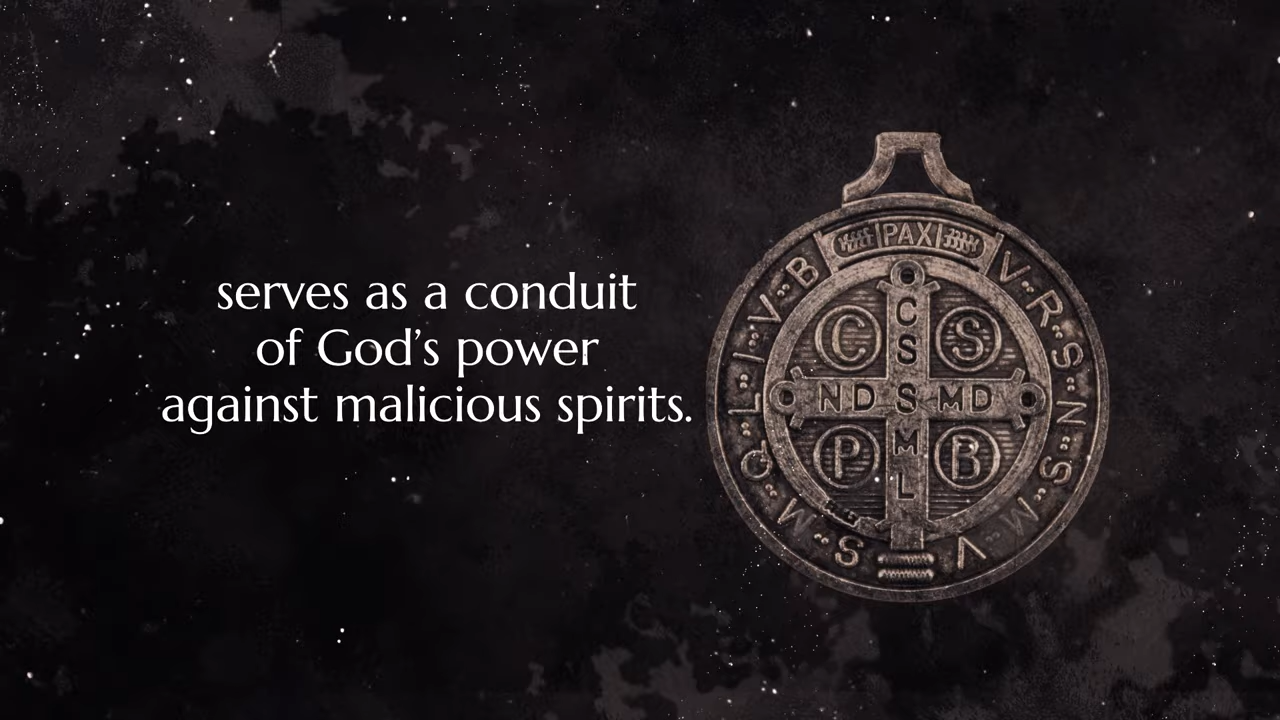 serves as a conduit
of God’s power
against malicious spirits.
PAX
V R S N S M V
S M Q L I V B
C S
C S S M L
N D S M D
P B